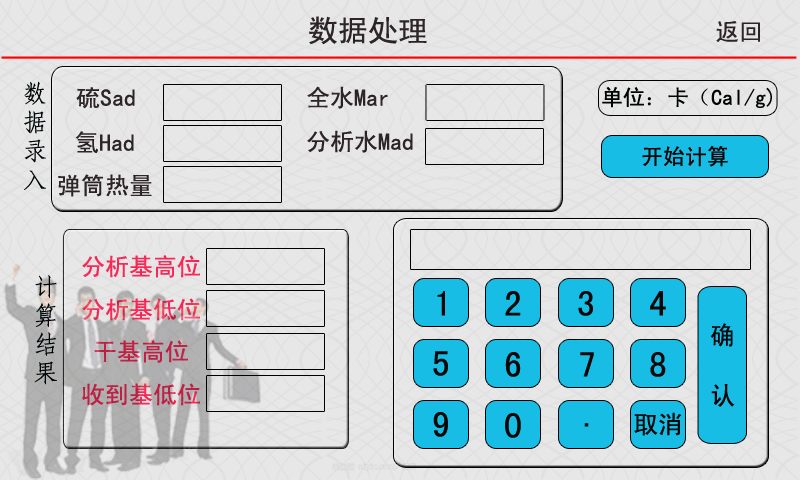 数据处理
返回
数据录入
硫Sad
全水Mar
氢Had
分析水Mad
弹筒热量
单位：卡（Cal/g)
开始计算
计算结果
分析基高位
分析基低位
干基高位
收到基低位
1 2 3 4
5 6 7 8
9 0 · 取消
确认